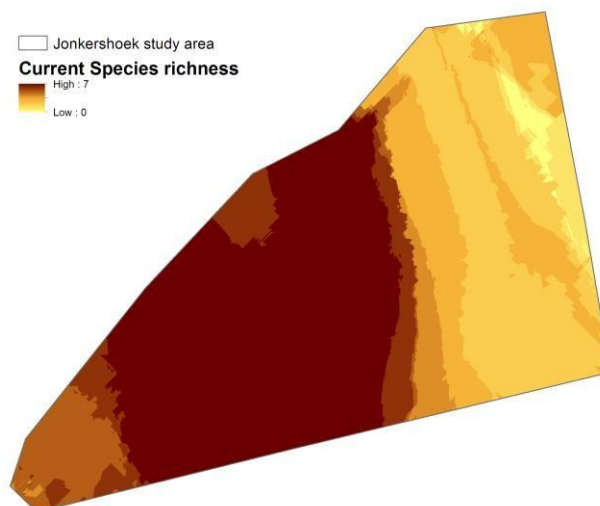 Jonkershoek study area
Current Species richness
High : 7
Low : 0